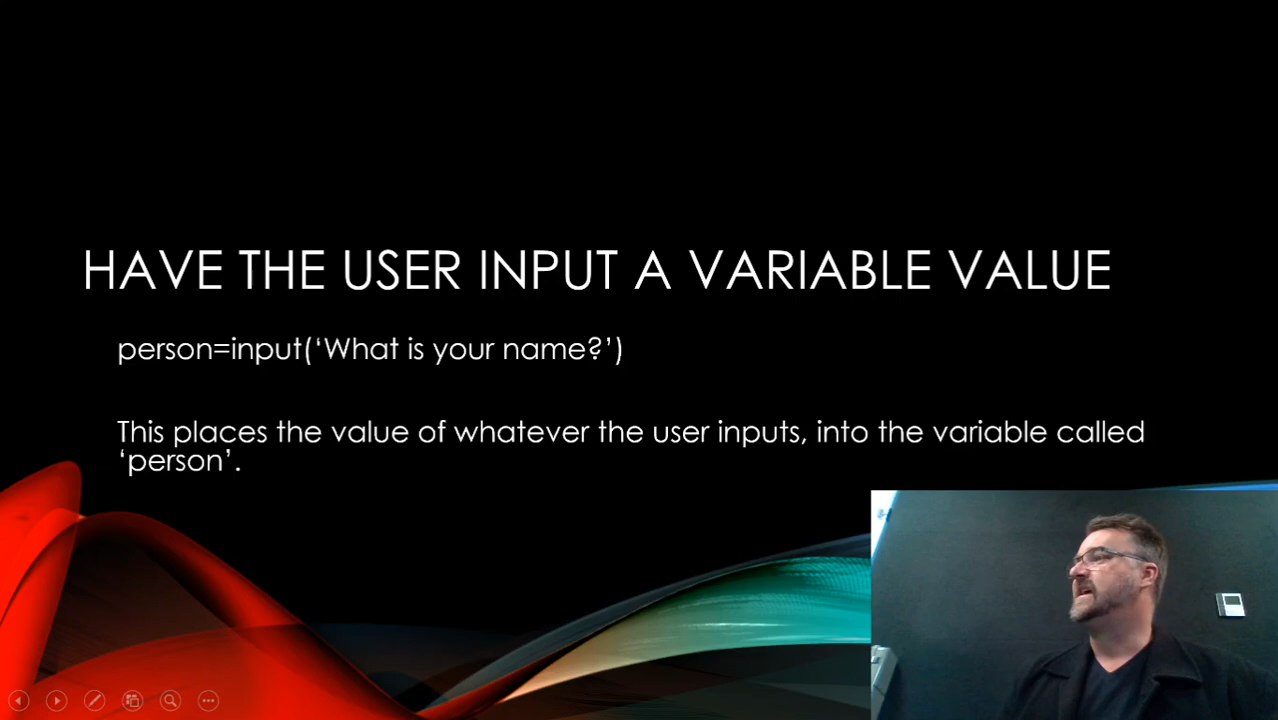 HAVE THE USER INPUT A VARIABLE VALUE
person=input(‘What is your name?’)
This places the value of whatever the user inputs, into the variable called
‘person’.